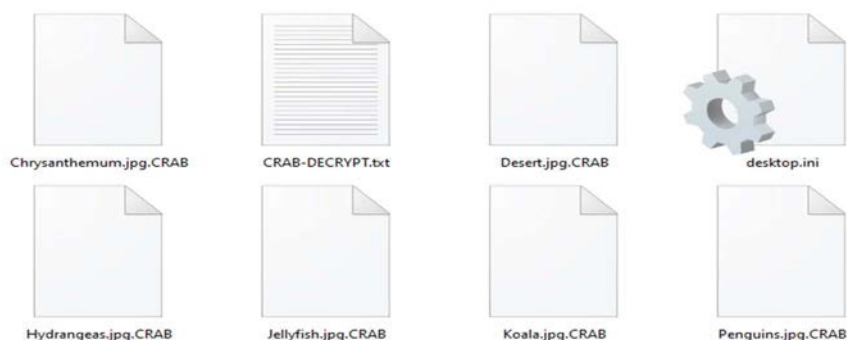 Chrysanthemum.jpg.CRAB
CRAB-DECRYPT.txt
Desert.jpg.CRAB
desktop.ini
Hydrangeas.jpg.CRAB
Jellyfish.jpg.CRAB
Koala.jpg.CRAB
Penguins.jpg.CRAB